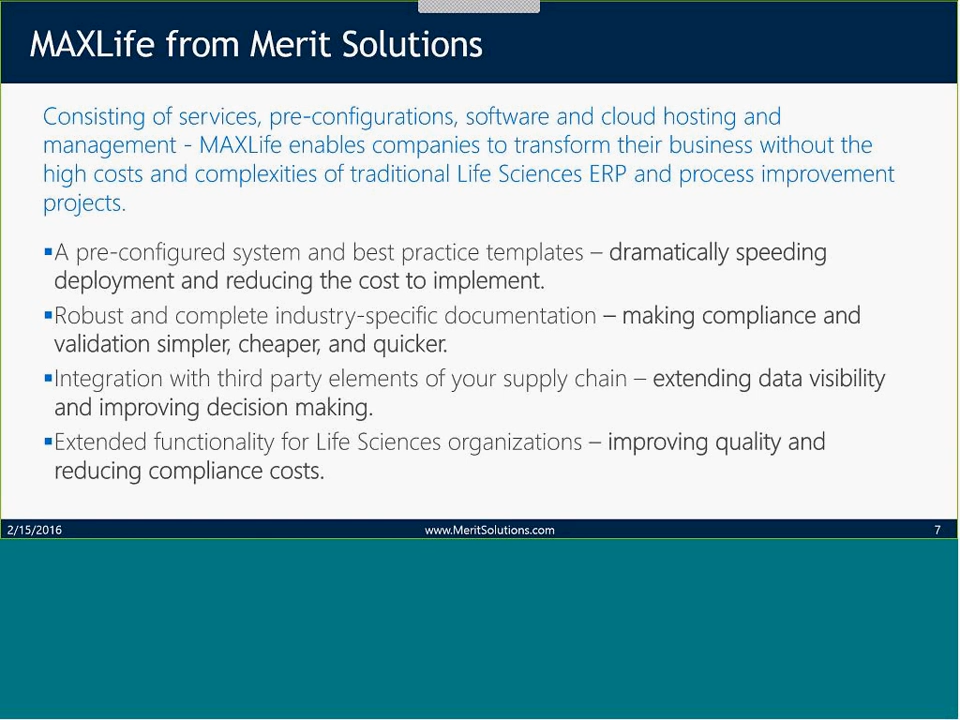 MAXLife from Merit Solutions
Consisting of services, pre-configurations, software and cloud hosting and
management - MAXLife enables companies to transform their business without the
high costs and complexities of traditional Life Sciences ERP and process improvement
projects.
▪A pre-configured system and best practice templates – dramatically speeding
deployment and reducing the cost to implement.
▪Robust and complete industry-specific documentation – making compliance and
validation simpler, cheaper, and quicker.
▪Integration with third party elements of your supply chain – extending data visibility
and improving decision making.
▪Extended functionality for Life Sciences organizations – improving quality and
reducing compliance costs.
2/15/2016 www.MeritSolutions.com 7